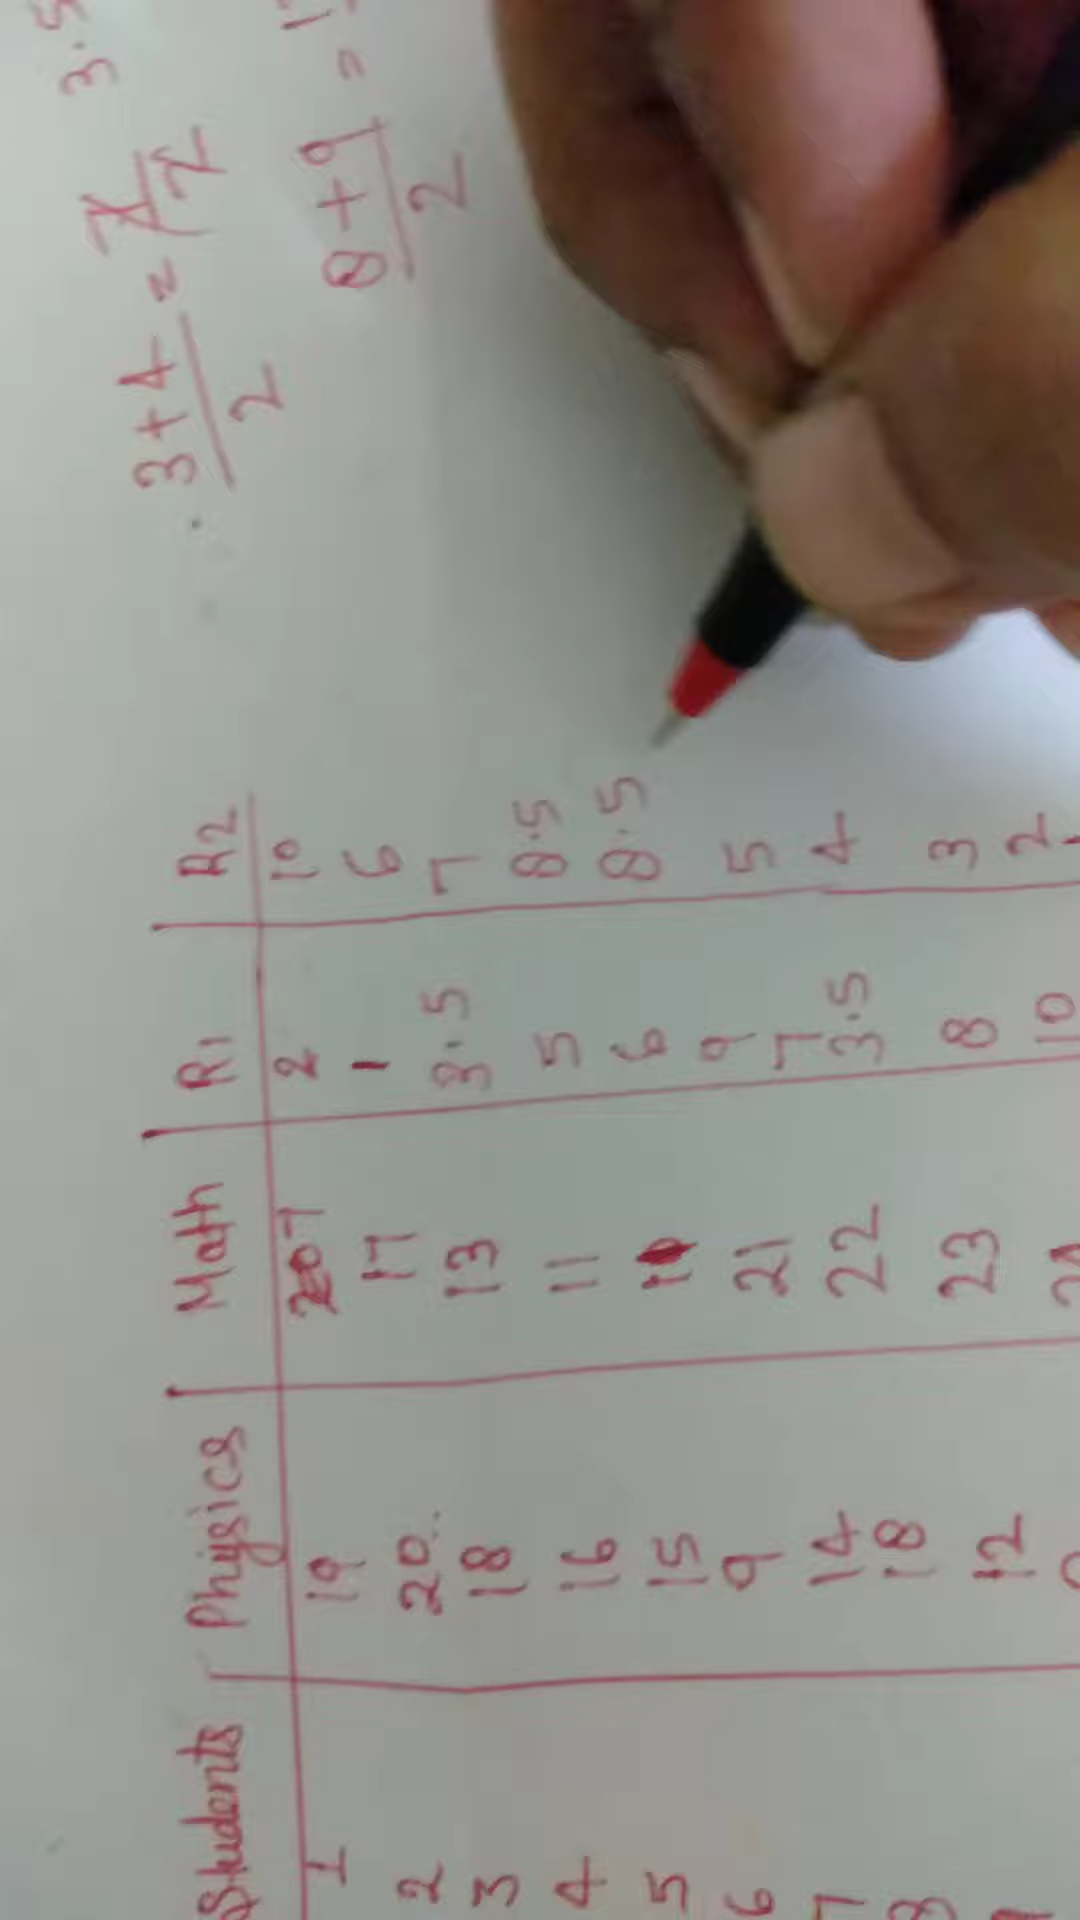 3+4/2 = 7/2 3.5
8+9/2 =
Students Physics Math R1 R2
1 19 7 2 10
2 20 17 1 6
3 18 13 3.5 7
4 16 11 5 8.5
5 15 6 8.5
6 9 21 9 5
7 14 22 7 4
8 18 23 3.5 3
12 8 2
10